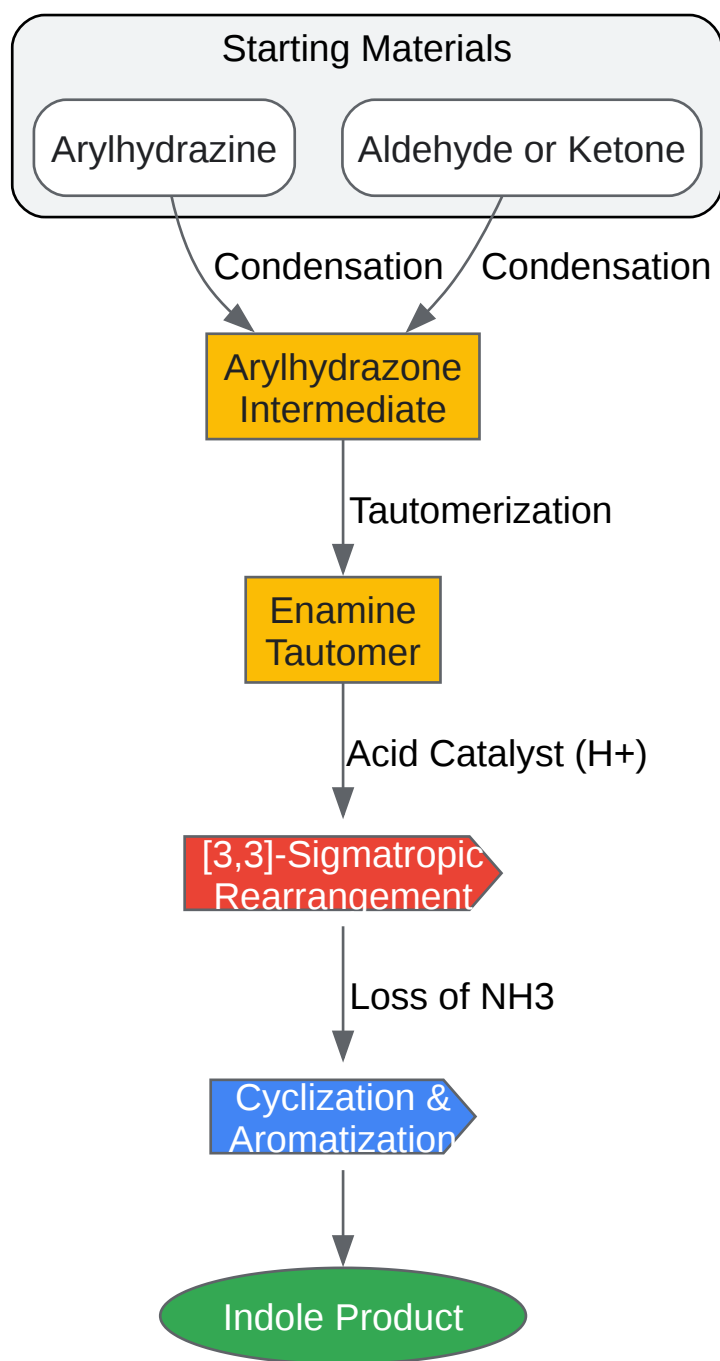 Starting Materials
Arylhydrazine
Aldehyde or Ketone
Condensation
Condensation
Arylhydrazone
Intermediate
Tautomerization
Enamine
Tautomer
Acid Catalyst (H+)
[3,3]-Sigmatropic
Rearrangement
Loss of NH3
Cyclization &
Aromatization
Indole Product